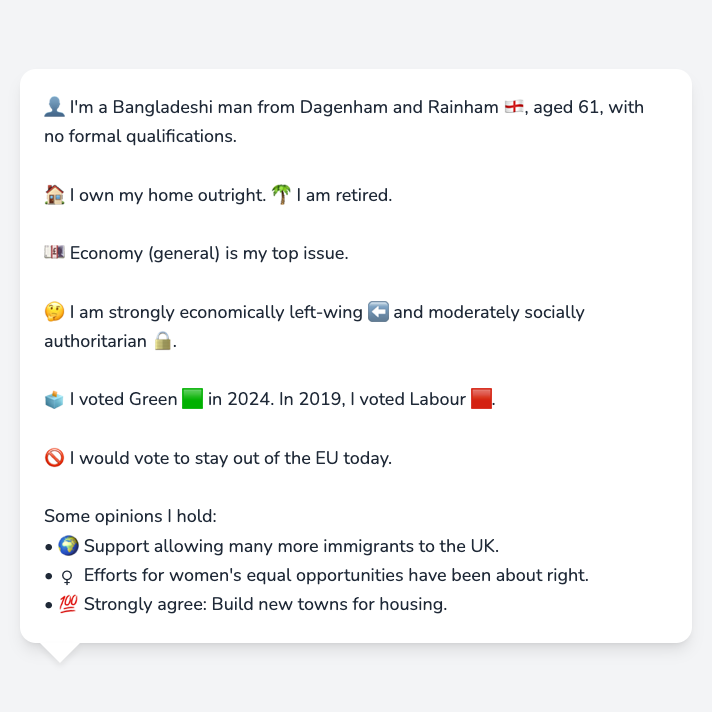 👤 I'm a Bangladeshi man from Dagenham and Rainham 🏴󠁧󠁢󠁥󠁮󠁧󠁿, aged 61, with
no formal qualifications.
🏠 I own my home outright. 🌴 I am retired.
💷 Economy (general) is my top issue.
🤔 I am strongly economically left-wing ⬅️ and moderately socially
authoritarian 🔒.
🗳️ I voted Green 🟩 in 2024. In 2019, I voted Labour 🟥.
🚫 I would vote to stay out of the EU today.
Some opinions I hold:
• 🌍 Support allowing many more immigrants to the UK.
• ♀ Efforts for women's equal opportunities have been about right.
• 💯 Strongly agree: Build new towns for housing.